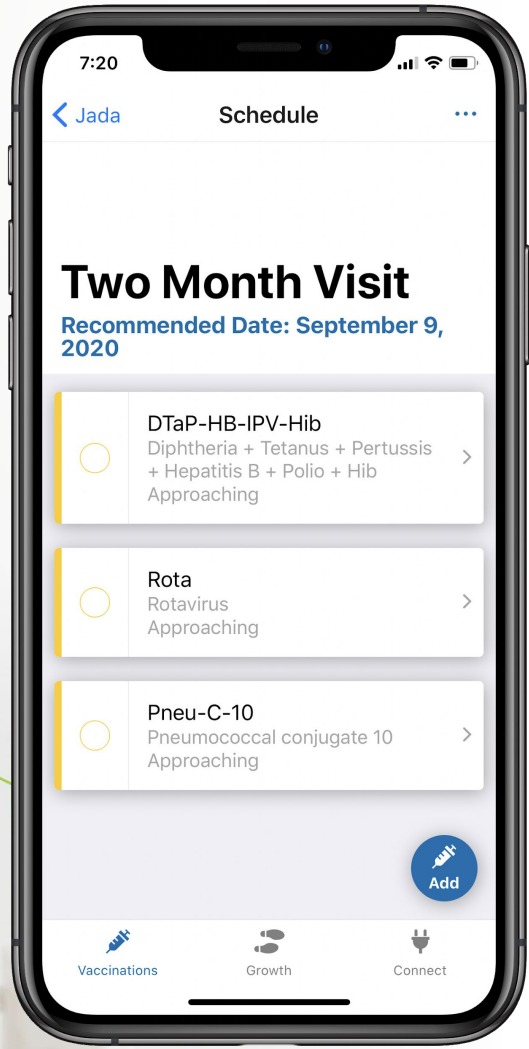 7:20
Jada
Schedule
Two Month Visit
Recommended Date: September 9,
2020
DTaP-HB-IPV-Hib
Diphtheria + Tetanus + Pertussis
+ Hepatitis B + Polio + Hib
Approaching
Rota
Rotavirus
Approaching
Pneu-C-10
Pneumococcal conjugate 10
Approaching
Add
Vaccinations
Growth
Connect